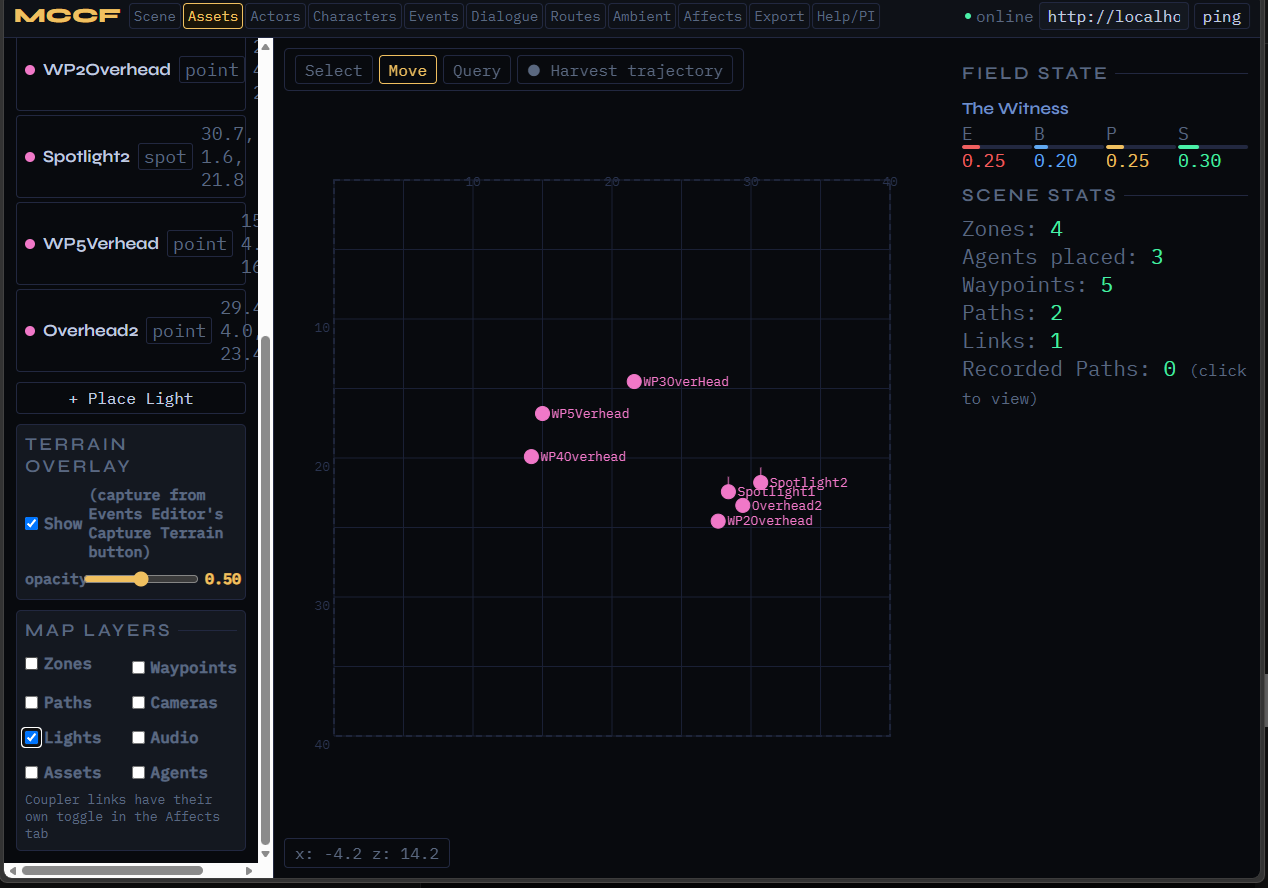 MCCF Scene Assets Actors Characters Events Dialogue Routes Ambient Affects Export Help/PI online http://localho ping
WP2Overhead point
Spotlight2 spot 30.7, 1.6, 21.8
WP5Verhead point 15 4. 16
Overhead2 point 29.4 4.0, 23.4
+ Place Light
TERRAIN
OVERLAY
Show (capture from
Events Editor's
Capture Terrain
button)
opacity 0.50
MAP LAYERS
Zones Waypoints
Paths Cameras
Lights Audio
Assets Agents
Coupler links have their
own toggle in the Affects
tab
Select Move Query Harvest trajectory
10 20 30 40
10
20
30
40
WP3OverHead
WP5Verhead
WP4Overhead
Spotlight2
Spotlight1
Overhead2
WP2Overhead
x: -4.2 z: 14.2
FIELD STATE
The Witness
E B P S
0.25 0.20 0.25 0.30
SCENE STATS
Zones: 4
Agents placed: 3
Waypoints: 5
Paths: 2
Links: 1
Recorded Paths: 0 (click
to view)